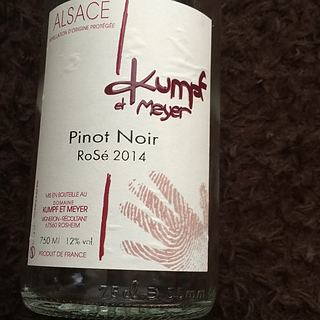 ALSACE
APPELLATION D'ORIGINE PROTÉGÉE
Kumpf
et Meyer
Pinot Noir
RoSé 2014
MIS EN BOUTEILLE AU
DOMAINE
KUMPF ET MEYER
VIGNERON-RÉCOLTANT
67560 ROSHEIM
750 Ml 12% vol.
PRODUIT DE FRANCE
75cl